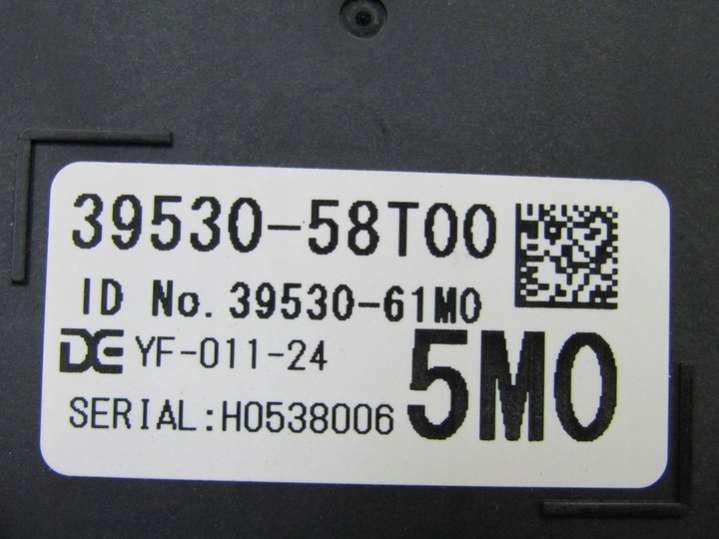 39530-58T00
ID No. 39530-61M0
DE YF-011-24
5M0
SERIAL:H0538006